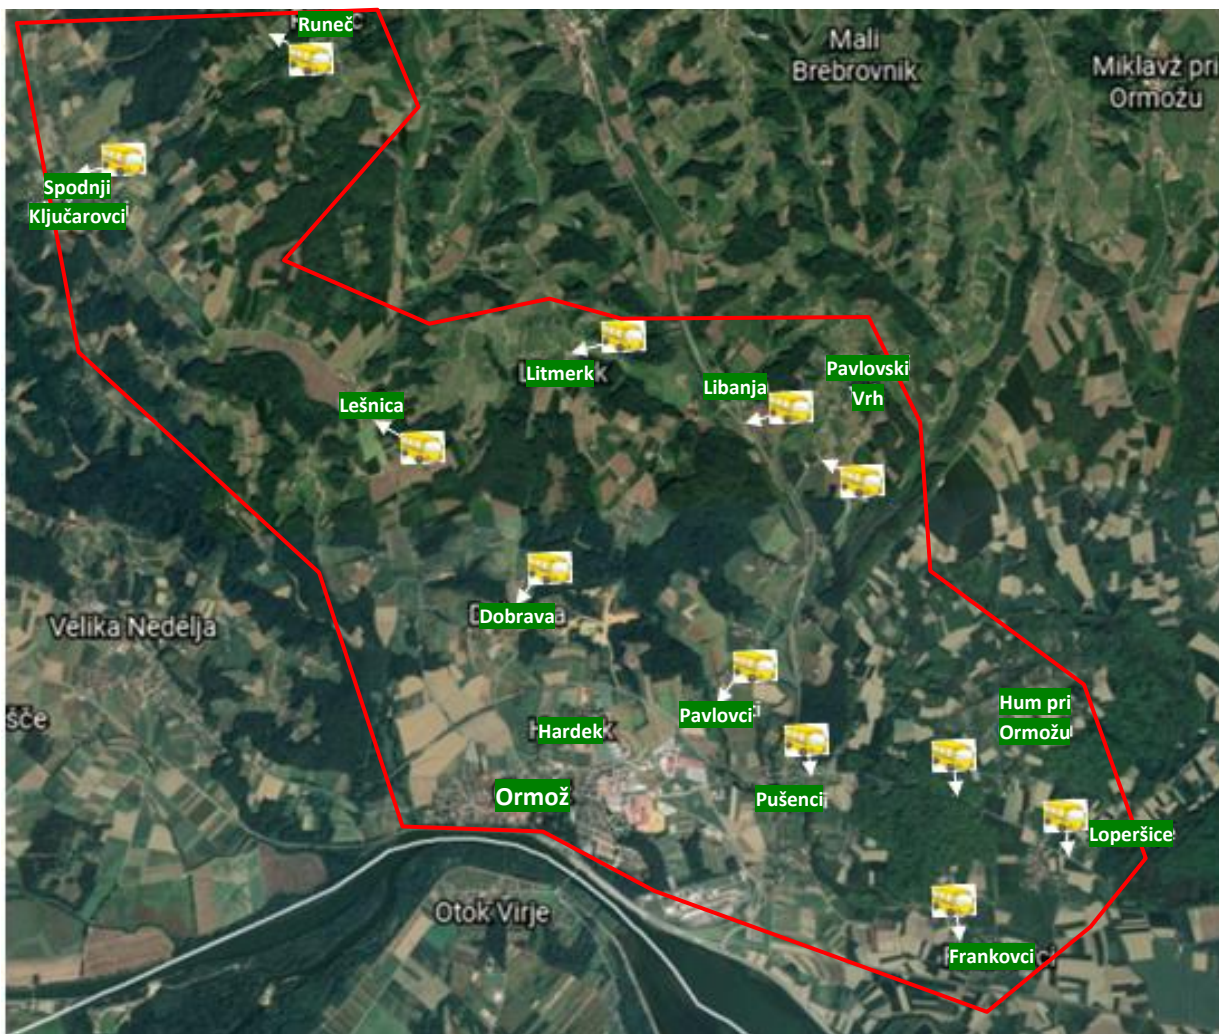 Runeč
Mali
Brebrovnik
Miklavž pri
Ormožu
Spodnji
Ključarovci
Litmerk
Pavlovski
Vrh
Libanja
Lešnica
Dobrava
Velika Nedelja
Hum pri
Ormožu
šče
Pavlovci
Hardek
Ormož
Pušenci
Loperšice
Otok Virje
Frankovci